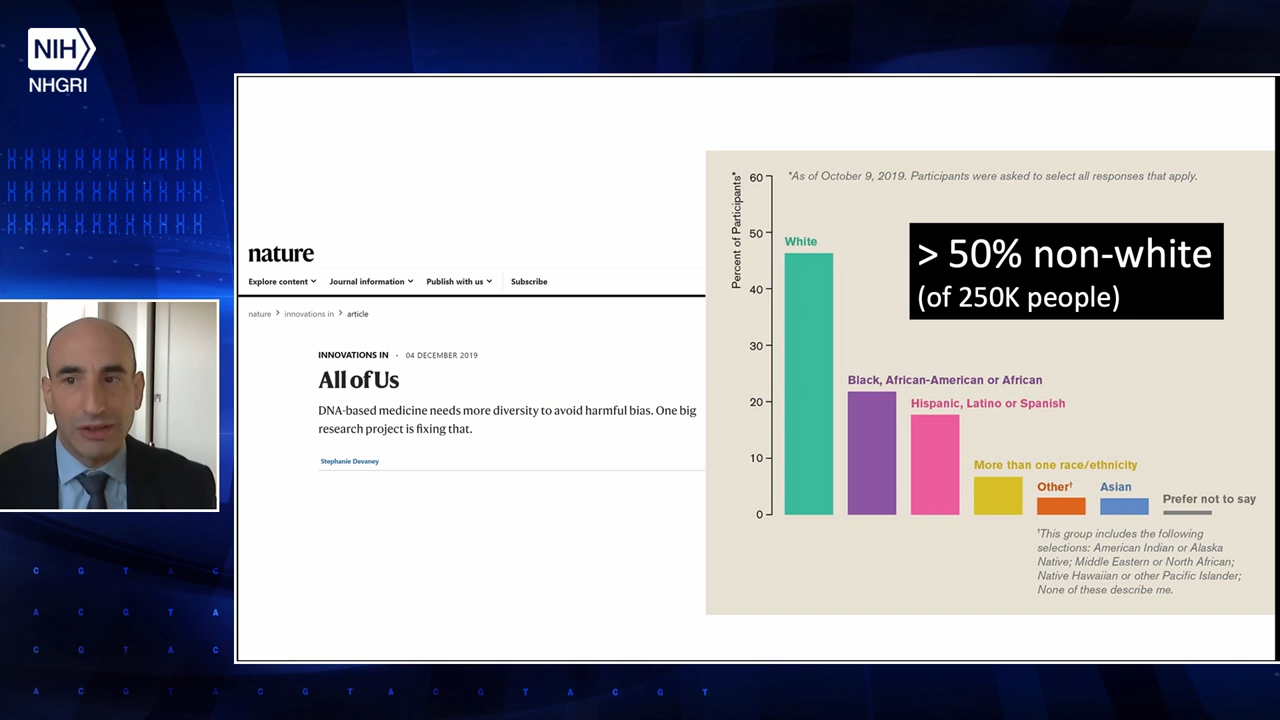 NIH
NHGRI
nature
Explore content
Journal information
Publish with us
Subscribe
nature > innovations in > article
INNOVATIONS IN · 04 DECEMBER 2019
All of Us
DNA-based medicine needs more diversity to avoid harmful bias. One big
research project is fixing that.
Stephanie Devaney
Percent of Participants*
60
50
40
30
20
10
0
*As of October 9, 2019. Participants were asked to select all responses that apply.
> 50% non-white
(of 250K people)
White
Black, African-American or African
Hispanic, Latino or Spanish
More than one race/ethnicity
Other†
Asian
Prefer not to say
†This group includes the following
selections: American Indian or Alaska
Native; Middle Eastern or North African;
Native Hawaiian or other Pacific Islander;
None of these describe me.
C G T A C
A C G T A
C G T A C
A C G T A C G T A C G T A C G T